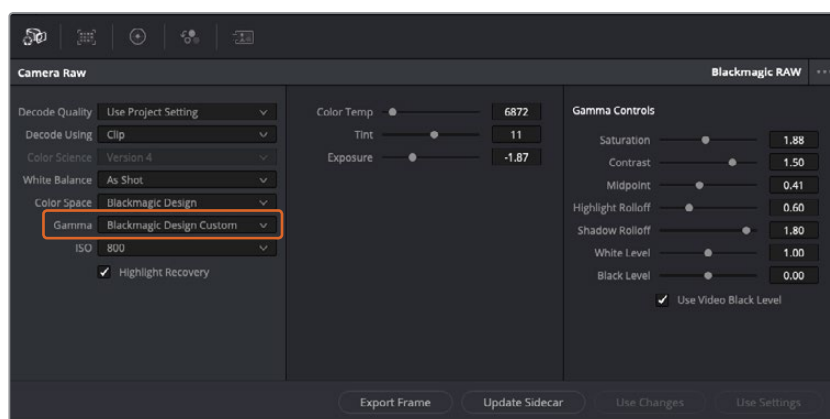 Camera Raw
Blackmagic RAW
Decode Quality Use Project Setting
Decode Using Clip
Color Science Version 4
White Balance As Shot
Color Space Blackmagic Design
Gamma Blackmagic Design Custom
ISO 800
Highlight Recovery
Color Temp 6872
Tint 11
Exposure -1.87
Gamma Controls
Saturation 1.88
Contrast 1.50
Midpoint 0.41
Highlight Rolloff 0.60
Shadow Rolloff 1.80
White Level 1.00
Black Level 0.00
Use Video Black Level
Export Frame Update Sidecar Use Changes Use Settings